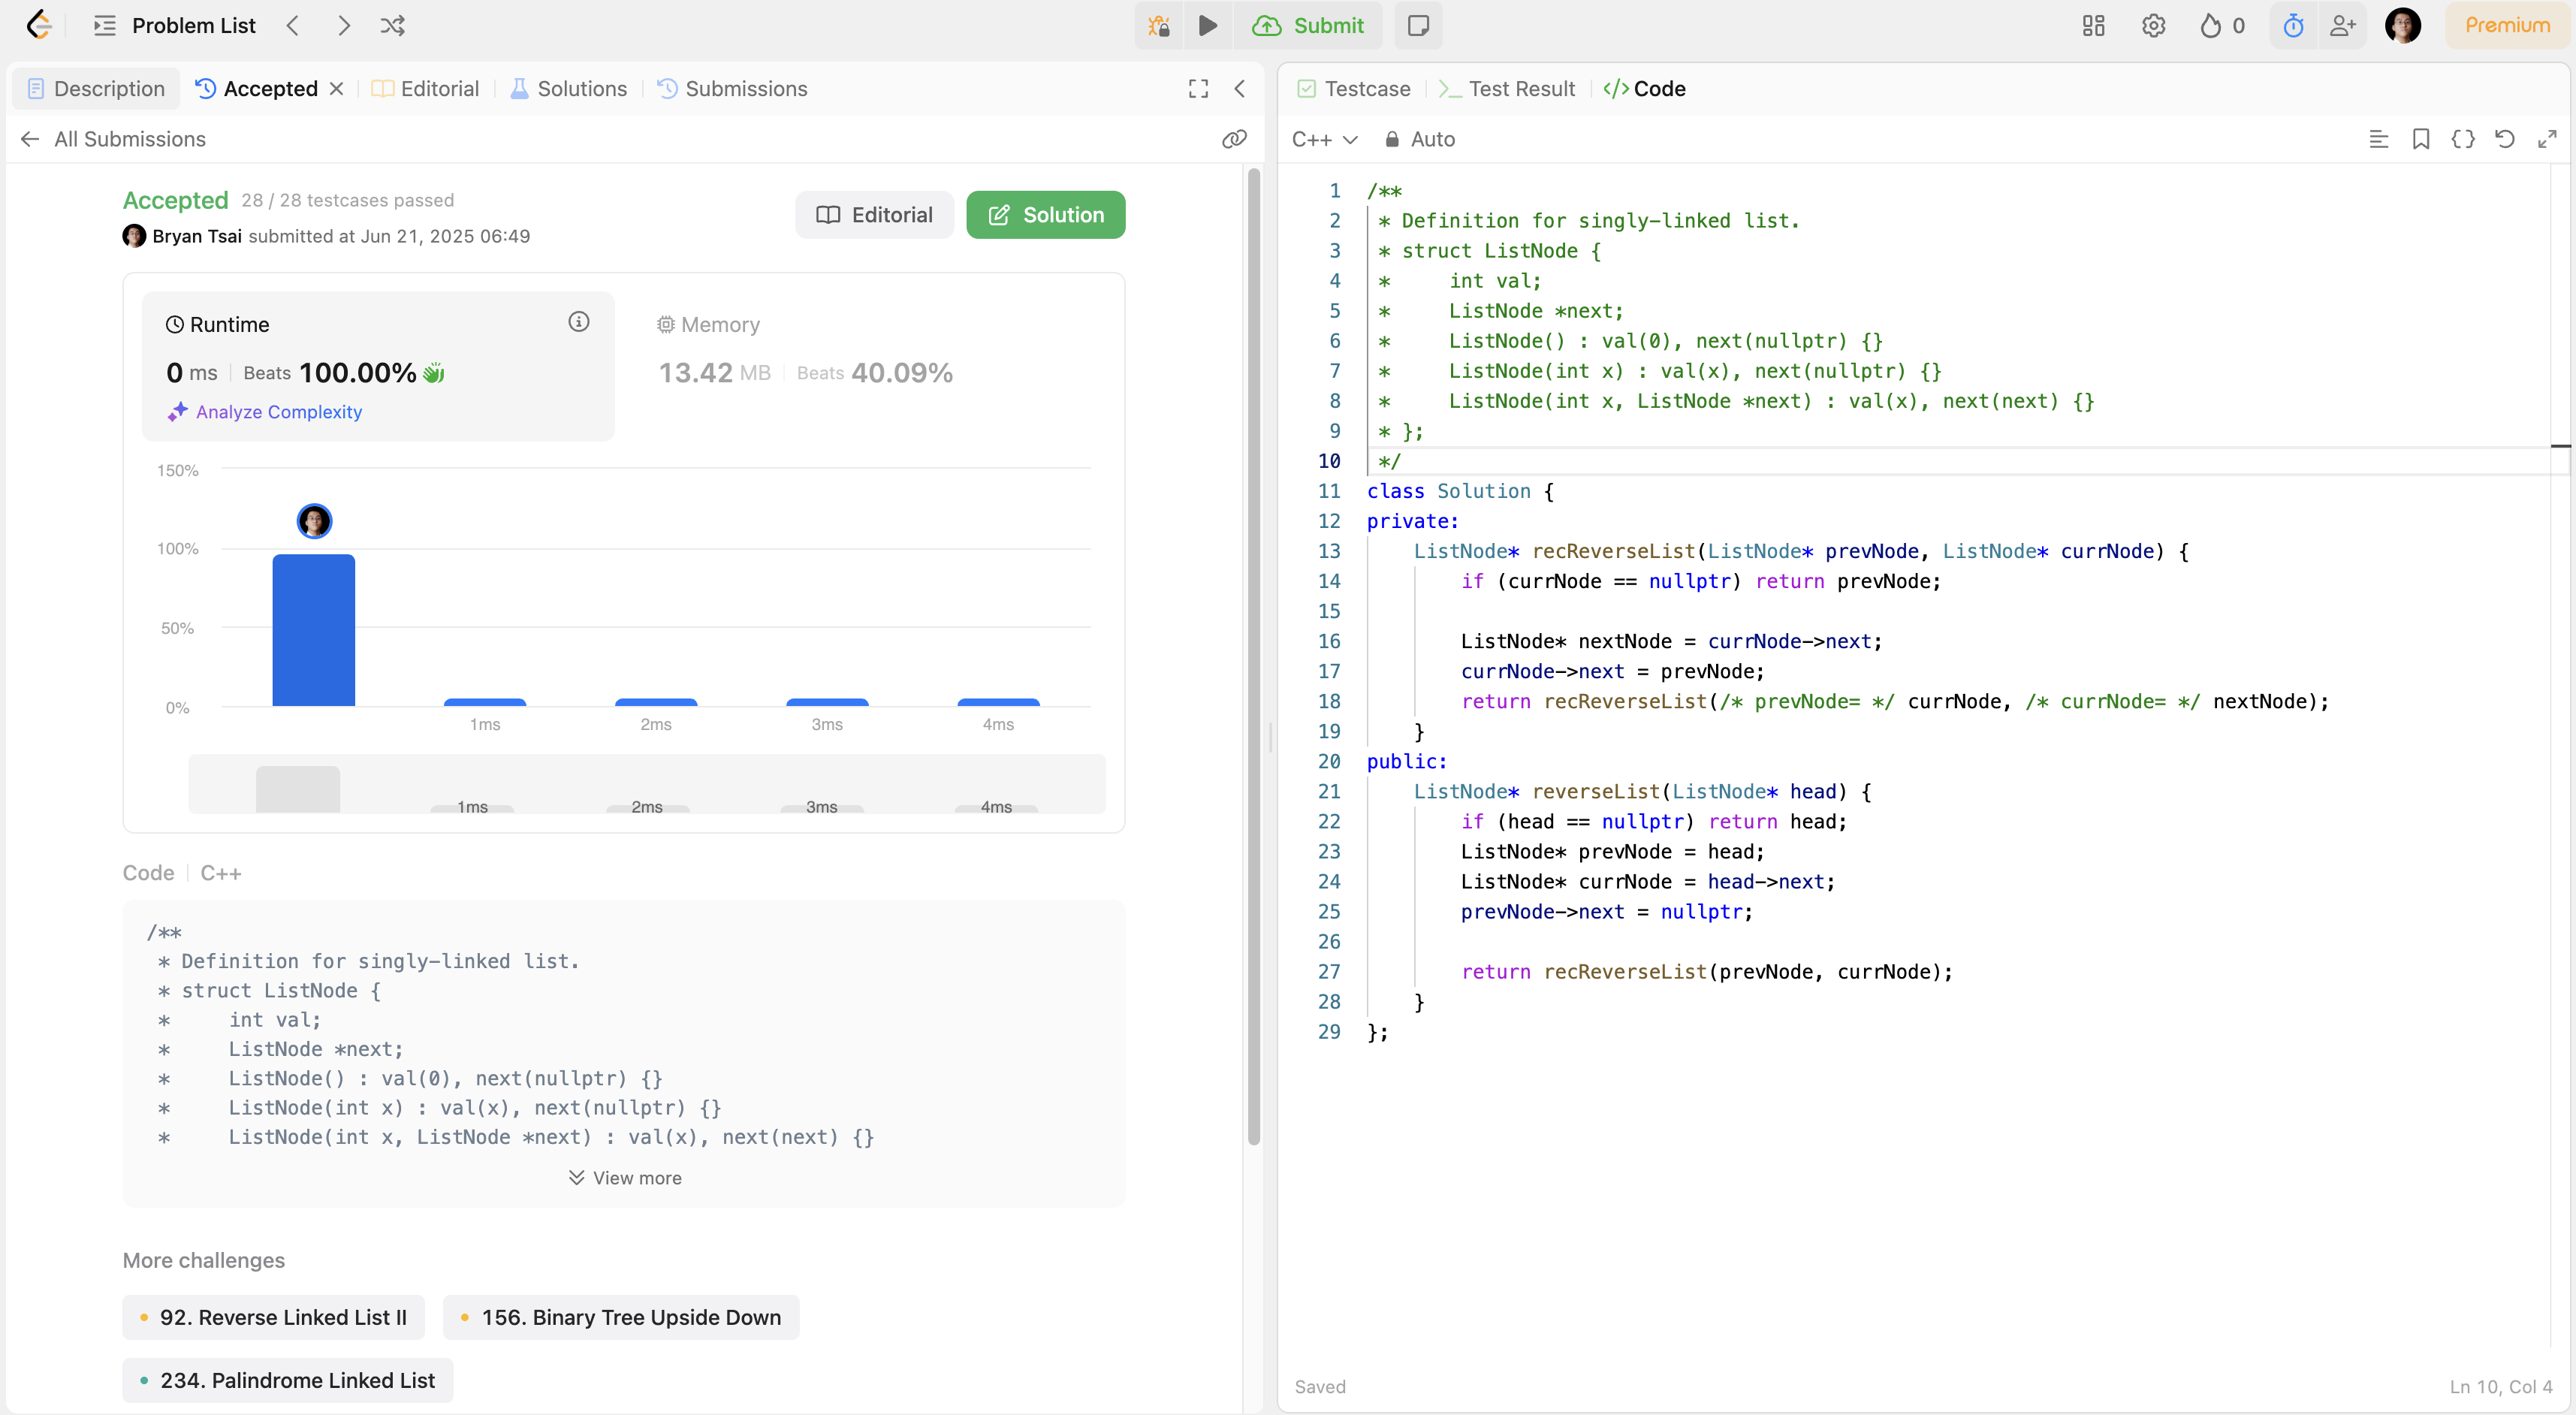 Problem List
Submit
0
Premium
Description
Accepted
Editorial
Solutions
Submissions
All Submissions
Accepted 28 / 28 testcases passed
Bryan Tsai submitted at Jun 21, 2025 06:49
Editorial
Solution
Runtime
0 ms Beats 100.00%
Analyze Complexity
Memory
13.42 MB Beats 40.09%
150%
100%
50%
0%
1ms 2ms 3ms 4ms
1ms 2ms 3ms 4ms
Code C++
/**
 * Definition for singly-linked list.
 * struct ListNode {
 *     int val;
 *     ListNode *next;
 *     ListNode() : val(0), next(nullptr) {}
 *     ListNode(int x) : val(x), next(nullptr) {}
 *     ListNode(int x, ListNode *next) : val(x), next(next) {}
View more
More challenges
92. Reverse Linked List II
156. Binary Tree Upside Down
234. Palindrome Linked List
Testcase
Test Result
</> Code
C++
Auto
1 /**
2  * Definition for singly-linked list.
3  * struct ListNode {
4  *     int val;
5  *     ListNode *next;
6  *     ListNode() : val(0), next(nullptr) {}
7  *     ListNode(int x) : val(x), next(nullptr) {}
8  *     ListNode(int x, ListNode *next) : val(x), next(next) {}
9  * };
10  */
11 class Solution {
12 private:
13     ListNode* recReverseList(ListNode* prevNode, ListNode* currNode) {
14         if (currNode == nullptr) return prevNode;
15
16         ListNode* nextNode = currNode->next;
17         currNode->next = prevNode;
18         return recReverseList(/* prevNode= */ currNode, /* currNode= */ nextNode);
19     }
20 public:
21     ListNode* reverseList(ListNode* head) {
22         if (head == nullptr) return head;
23         ListNode* prevNode = head;
24         ListNode* currNode = head->next;
25         prevNode->next = nullptr;
26
27         return recReverseList(prevNode, currNode);
28     }
29 };
Saved
Ln 10, Col 4